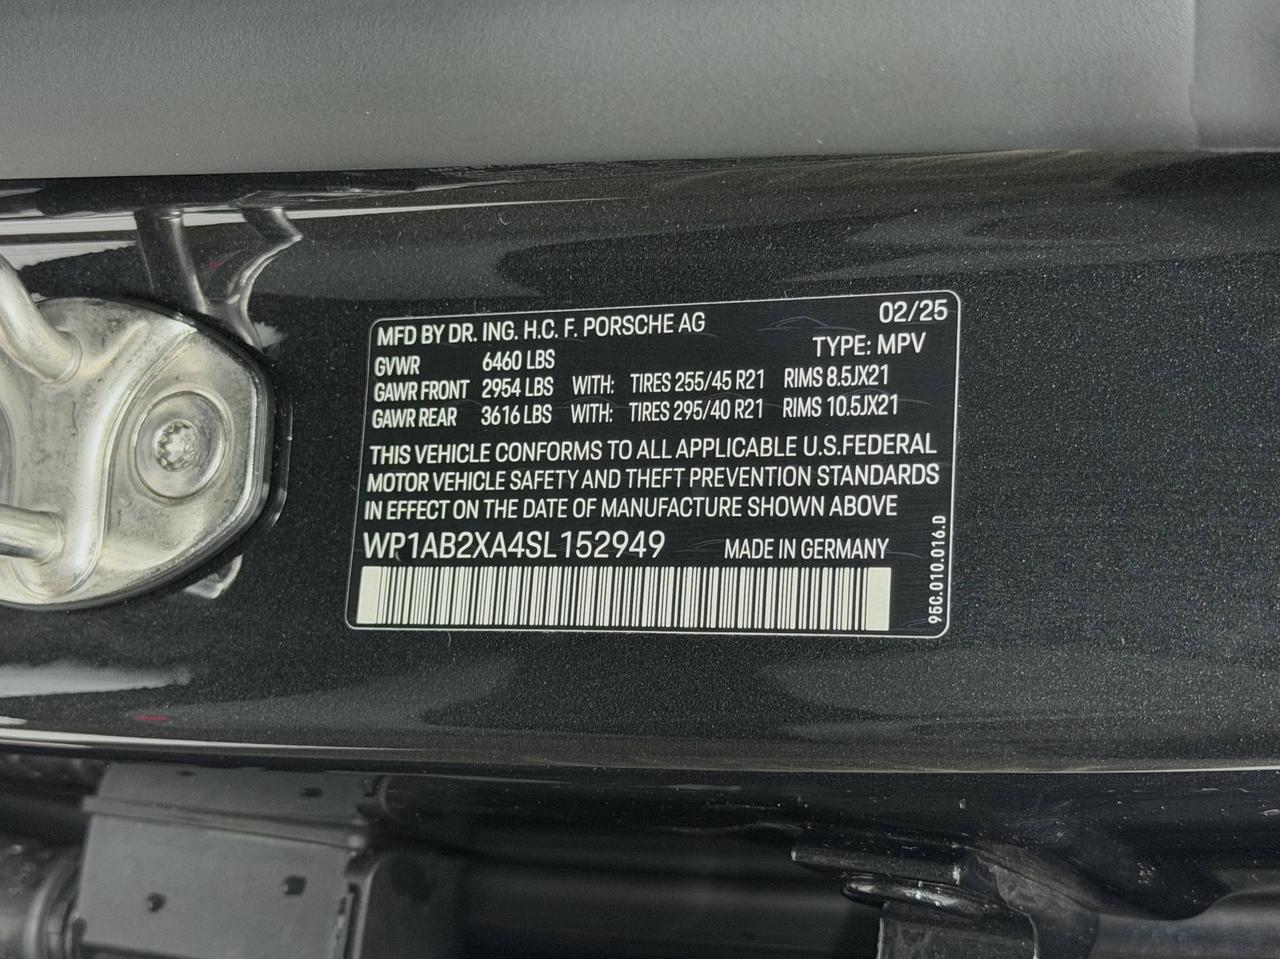 MFD BY DR. ING. H.C. F. PORSCHE AG 02/25
TYPE: MPV
GVWR 6460 LBS
GAWR FRONT 2954 LBS WITH: TIRES 255/45 R21 RIMS 8.5JX21
GAWR REAR 3616 LBS WITH: TIRES 295/40 R21 RIMS 10.5JX21
THIS VEHICLE CONFORMS TO ALL APPLICABLE U.S.FEDERAL
MOTOR VEHICLE SAFETY AND THEFT PREVENTION STANDARDS
IN EFFECT ON THE DATE OF MANUFACTURE SHOWN ABOVE
WP1AB2XA4SL152949 MADE IN GERMANY
95C.010.016.D